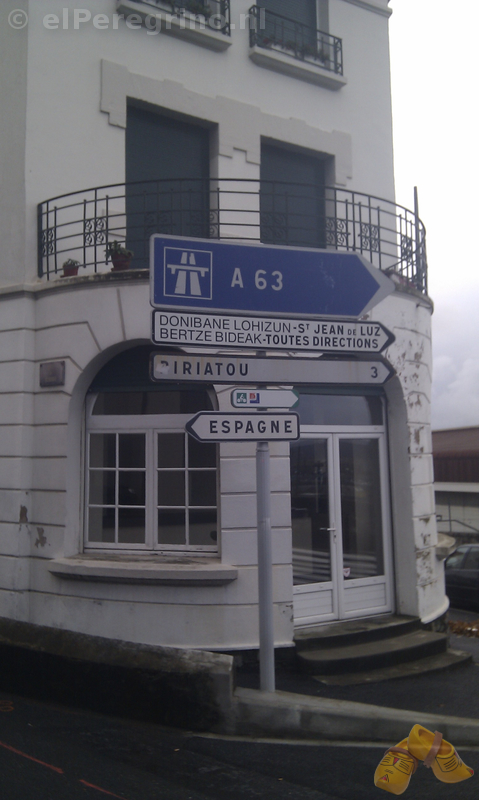 © elPeregrino.nl
A 63
DONIBANE LOHIZUN-ST JEAN DE LUZ
BERTZE BIDEAK-TOUTES DIRECTIONS
BIRIATOU 3
ESPAGNE